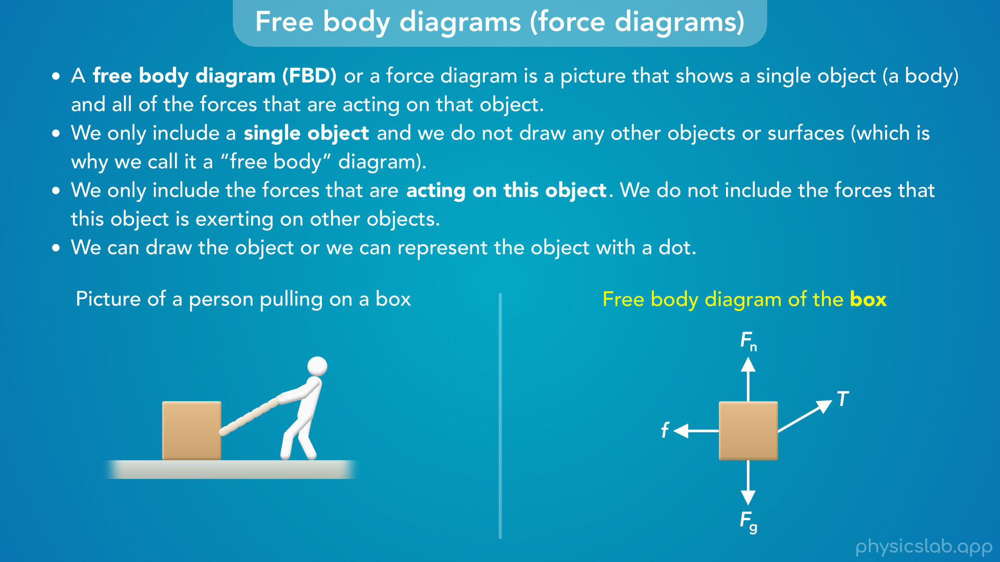 Free body diagrams (force diagrams)
• A free body diagram (FBD) or a force diagram is a picture that shows a single object (a body)
and all of the forces that are acting on that object.
• We only include a single object and we do not draw any other objects or surfaces (which is
why we call it a “free body” diagram).
• We only include the forces that are acting on this object. We do not include the forces that
this object is exerting on other objects.
• We can draw the object or we can represent the object with a dot.
Picture of a person pulling on a box
Free body diagram of the box
Fn
T
f
Fg
physicslab.app